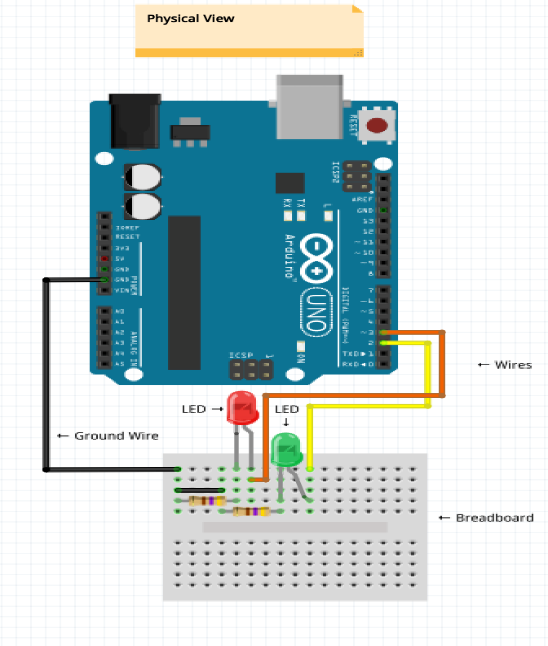 Physical View
RESET
ICSP2
AREF
GND
13
12
~11
~10
~9
8
RX
TX
L
IOREF
RESET
3V3
5V
GND
GND
VIN
POWER
Arduino
UNO
DIGITAL (PWM~)
7
~6
~5
4
~3
2
TXD▸1
RXD◂0
A0
A1
A2
A3
A4
A5
ANALOG IN
ICSP
1
ON
← Wires
LED →
LED
↓
← Ground Wire
← Breadboard